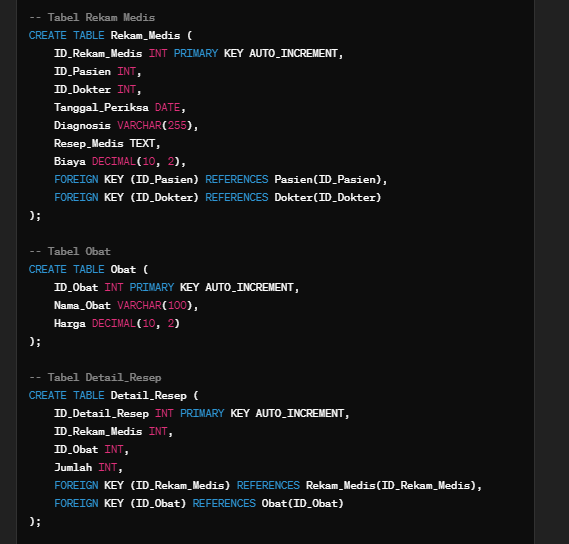 -- Tabel Rekam Medis
CREATE TABLE Rekam_Medis (
    ID_Rekam_Medis INT PRIMARY KEY AUTO_INCREMENT,
    ID_Pasien INT,
    ID_Dokter INT,
    Tanggal_Periksa DATE,
    Diagnosis VARCHAR(255),
    Resep_Medis TEXT,
    Biaya DECIMAL(10, 2),
    FOREIGN KEY (ID_Pasien) REFERENCES Pasien(ID_Pasien),
    FOREIGN KEY (ID_Dokter) REFERENCES Dokter(ID_Dokter)
);
-- Tabel Obat
CREATE TABLE Obat (
    ID_Obat INT PRIMARY KEY AUTO_INCREMENT,
    Nama_Obat VARCHAR(100),
    Harga DECIMAL(10, 2)
);
-- Tabel Detail_Resep
CREATE TABLE Detail_Resep (
    ID_Detail_Resep INT PRIMARY KEY AUTO_INCREMENT,
    ID_Rekam_Medis INT,
    ID_Obat INT,
    Jumlah INT,
    FOREIGN KEY (ID_Rekam_Medis) REFERENCES Rekam_Medis(ID_Rekam_Medis),
    FOREIGN KEY (ID_Obat) REFERENCES Obat(ID_Obat)
);